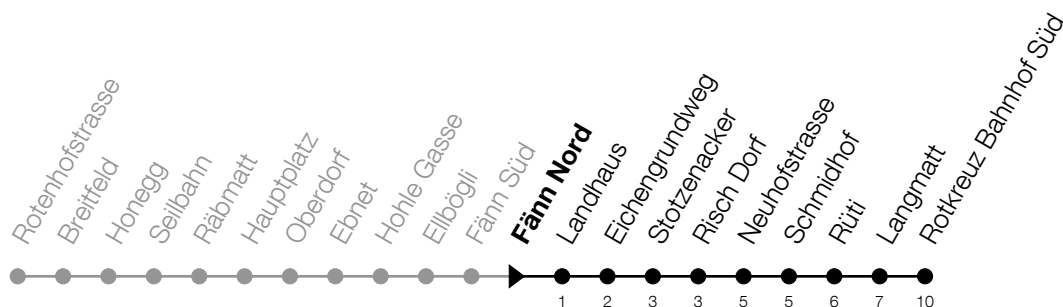 Rotenhofstrasse
Breitfeld
Honegg
Seilbahn
Räbmatt
Hauptplatz
Oberdorf
Ebnet
Hohle Gasse
Ellbögli
Fänn Süd
Fänn Nord
Landhaus
Eichengrundweg
Stotzenacker
Risch Dorf
Neuhofstrasse
Schmidhof
Rüti
Langmatt
Rotkreuz Bahnhof Süd
1 2 3 3 5 5 6 7 10